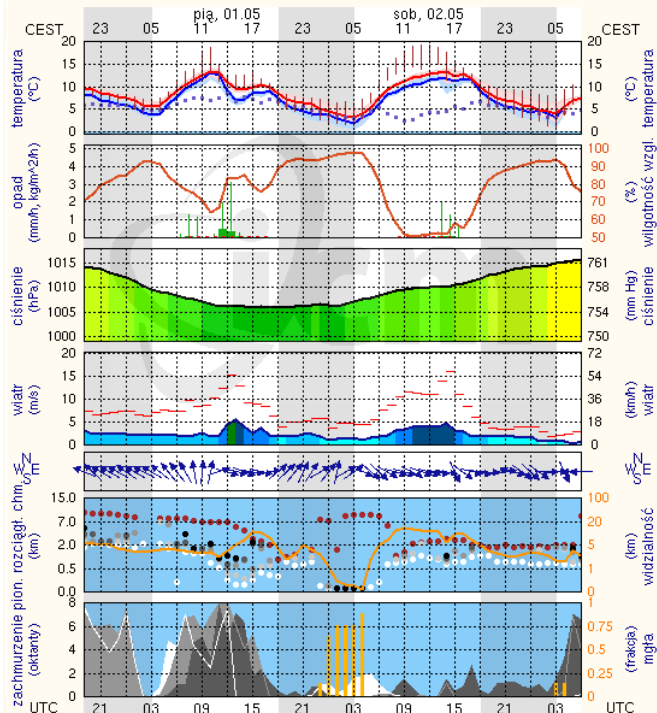 pią, 01.05 sob, 02.05
CEST 23 05 11 17 23 05 11 17 23 05 CEST
temperatura (°C)
20 15 10 5 0
20 15 10 5 0
(°C) temperatura
opad (mm/h, kg/m^2/h)
5 4 3 2 1 0
100 90 80 70 60 50
(%) wilgotność wzgl.
ciśnienie (hPa)
1015 1010 1005 1000
761 758 754 750
(mm Hg) ciśnienie
wiatr (m/s)
20 15 10 5 0
72 54 36 18 0
(km/h) wiatr
N W E S
N W E S
pion. rozciągł. chm. (km)
15.0 7.0 2.0 0.5 0.0
100 20 5 1 0
(km) widzialność
zachmurzenie (oktanty)
8 6 4 2 0
1 0.75 0.5 0.25 0
(frakcja) mgła
UTC 21 03 09 15 21 03 09 15 21 03 UTC